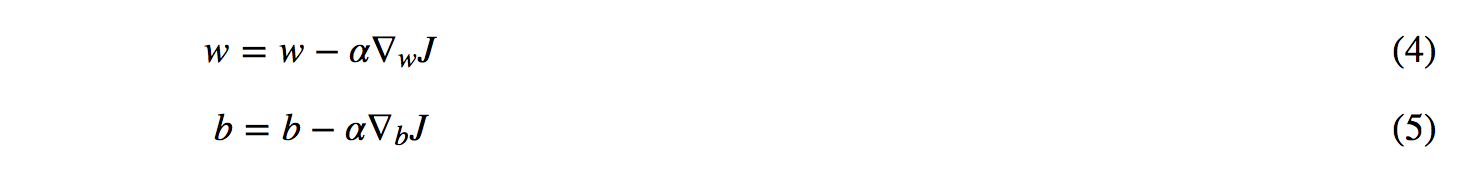 w = w − α∇_w J (4)
b = b − α∇_b J (5)